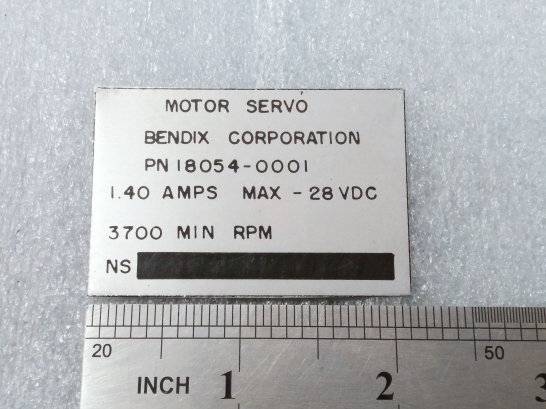 MOTOR SERVO
BENDIX CORPORATION
PN 18054-0001
1.40 AMPS MAX - 28 VDC
3700 MIN RPM
NS
20 50
INCH 1 2 3